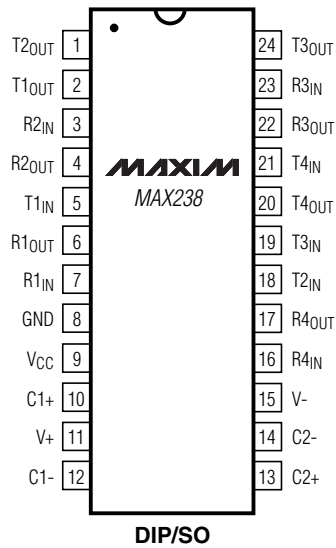 T2OUT 1 24 T3OUT
T1OUT 2 23 R3IN
R2IN 3 22 R3OUT
R2OUT 4 MAXIM 21 T4IN
T1IN 5 MAX238 20 T4OUT
R1OUT 6 19 T3IN
R1IN 7 18 T2IN
GND 8 17 R4OUT
VCC 9 16 R4IN
C1+ 10 15 V-
V+ 11 14 C2-
C1- 12 13 C2+
DIP/SO